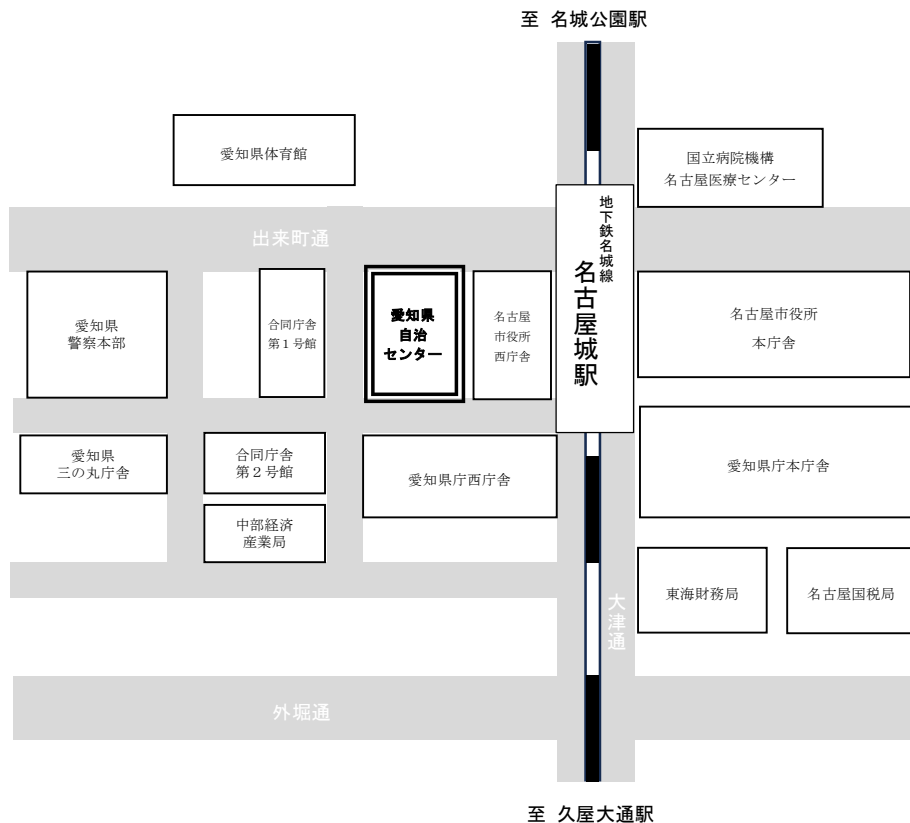 至 名城公園駅
愛知県体育館
国立病院機構
名古屋医療センター
出来町通
地下鉄名城線
名古屋城駅
愛知県
警察本部
合同庁舎
第1号館
愛知県
自治
センター
名古屋
市役所
西庁舎
名古屋市役所
本庁舎
愛知県
三の丸庁舎
合同庁舎
第2号館
愛知県庁西庁舎
愛知県庁本庁舎
中部経済
産業局
東海財務局
名古屋国税局
大津通
外堀通
至 久屋大通駅